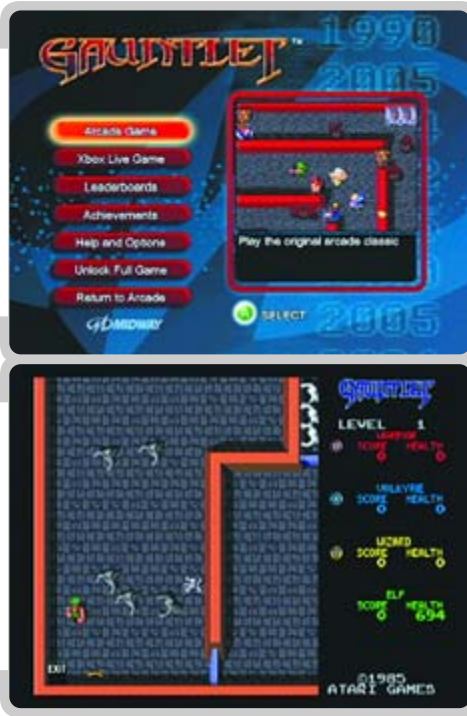 GAUNTLET™
1990
2005
Arcade Game
Xbox Live Game
Leaderboards
Achievements
Help and Options
Unlock Full Game
Return to Arcade
MIDWAY
Play the original arcade classic
A SELECT
2005
GAUNTLET
LEVEL 1
WARRIOR
SCORE HEALTH
0 0
VALKYRIE
SCORE HEALTH
0 0
WIZARD
SCORE HEALTH
0 0
ELF
SCORE HEALTH
0 694
EXIT
©1985
ATARI GAMES